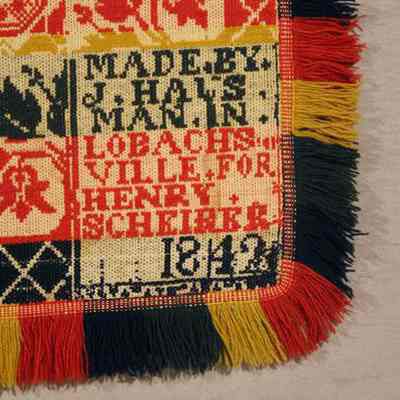 MADE.BY.
J. HAUS
MAN.IN.
LOBACHS
VILLE.FOR
HENRY.
SCHEIRER
1842